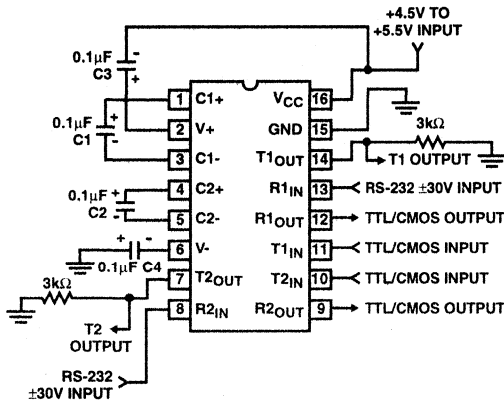 +4.5V TO
+5.5V INPUT
0.1µF
C3
-
+
1 C1+
VCC 16
0.1µF
C1
+
-
2 V+
GND 15
3kΩ
3 C1-
T1OUT 14
T1 OUTPUT
0.1µF
C2
+
-
4 C2+
R1IN 13
RS-232 ±30V INPUT
5 C2-
R1OUT 12
TTL/CMOS OUTPUT
+ -
0.1µF C4
6 V-
T1IN 11
TTL/CMOS INPUT
3kΩ
7 T2OUT
T2IN 10
TTL/CMOS INPUT
T2
OUTPUT
8 R2IN
R2OUT 9
TTL/CMOS OUTPUT
RS-232
±30V INPUT